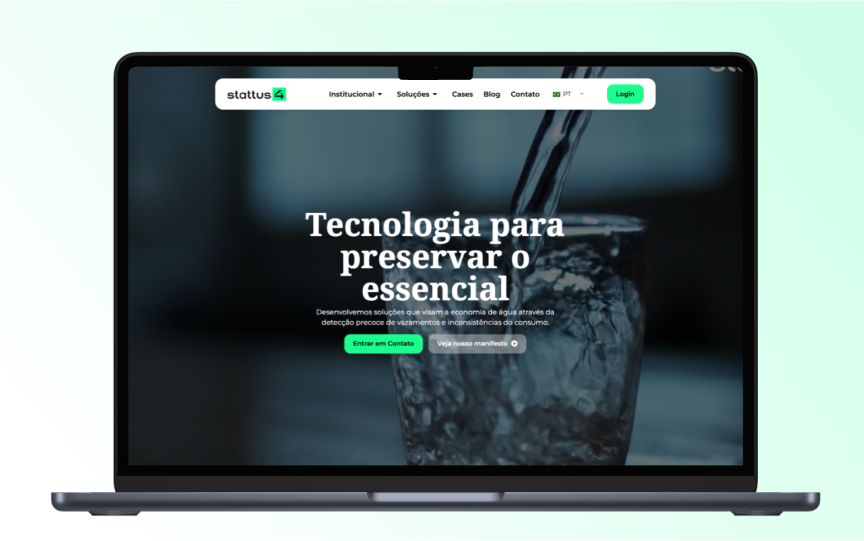 stattus4
Institucional
Soluções
Cases
Blog
Contato
PT
Login
Tecnologia para
preservar o
essencial
Desenvolvemos soluções que visam a economia de água através da
detecção precoce de vazamentos e inconsistências do consumo.
Entrar em Contato
Veja nosso manifesto